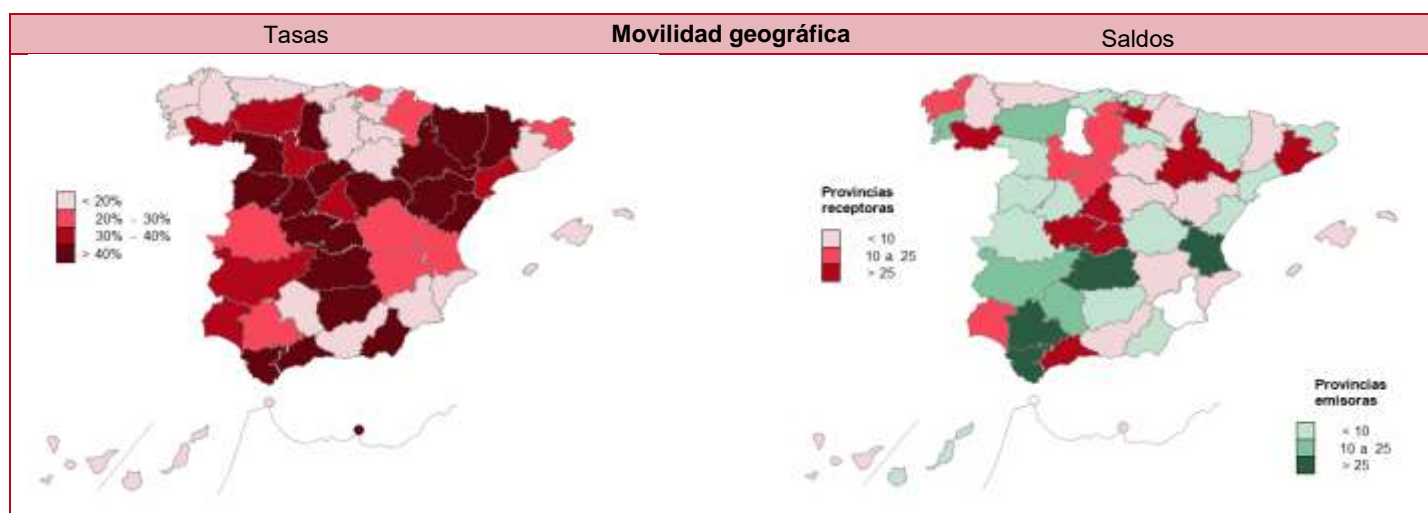 Tasas
Movilidad geográfica
Saldos
< 20%
20% - 30%
30% - 40%
> 40%
Provincias
receptoras
< 10
10 a 25
> 25
Provincias
emisoras
< 10
10 a 25
> 25